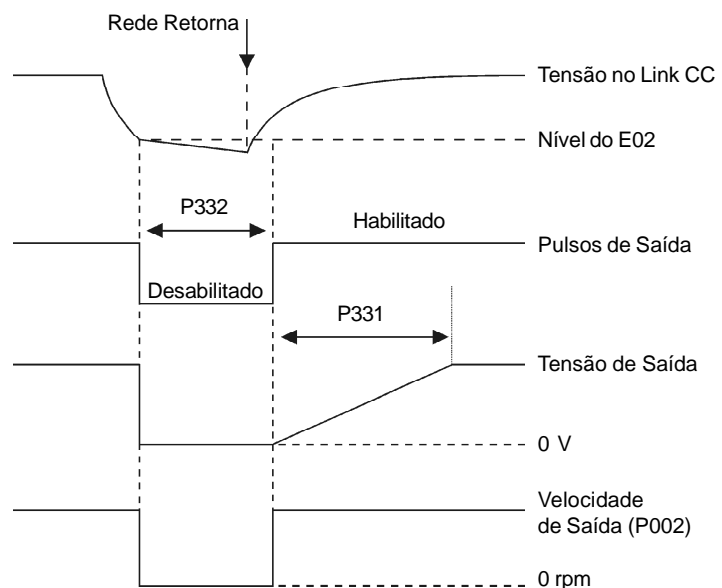 Rede Retorna
Tensão no Link CC
Nível do E02
P332
Habilitado
Pulsos de Saída
Desabilitado
P331
Tensão de Saída
0 V
Velocidade
de Saída (P002)
0 rpm